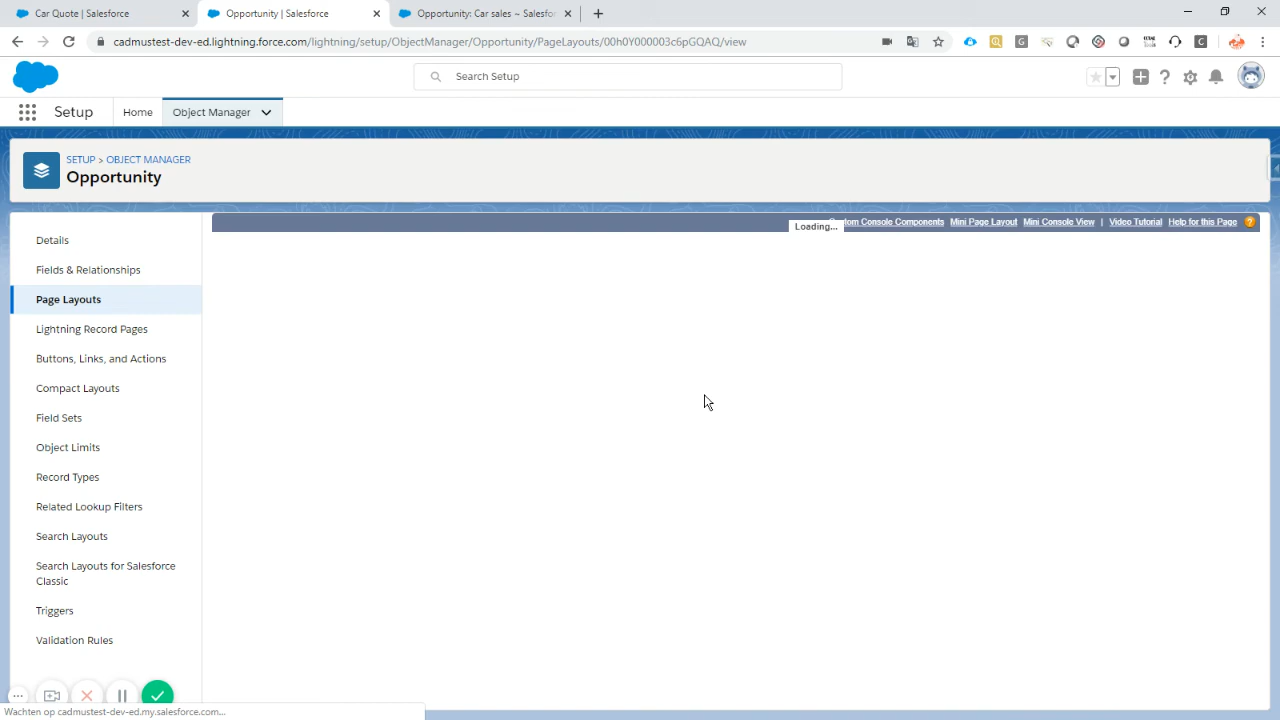 Car Quote | Salesforce
Opportunity | Salesforce
Opportunity: Car sales ~ Salesfor
cadmustest-dev-ed.lightning.force.com/lightning/setup/ObjectManager/Opportunity/PageLayouts/00h0Y000003c6pGQAQ/view
Search Setup
Setup
Home
Object Manager
SETUP > OBJECT MANAGER
Opportunity
Loading...
tom Console Components
Mini Page Layout
Mini Console View
|
Video Tutorial
Help for this Page
Details
Fields & Relationships
Page Layouts
Lightning Record Pages
Buttons, Links, and Actions
Compact Layouts
Field Sets
Object Limits
Record Types
Related Lookup Filters
Search Layouts
Search Layouts for Salesforce
Classic
Triggers
Validation Rules
Wachten op cadmustest-dev-ed.my.salesforce.com...